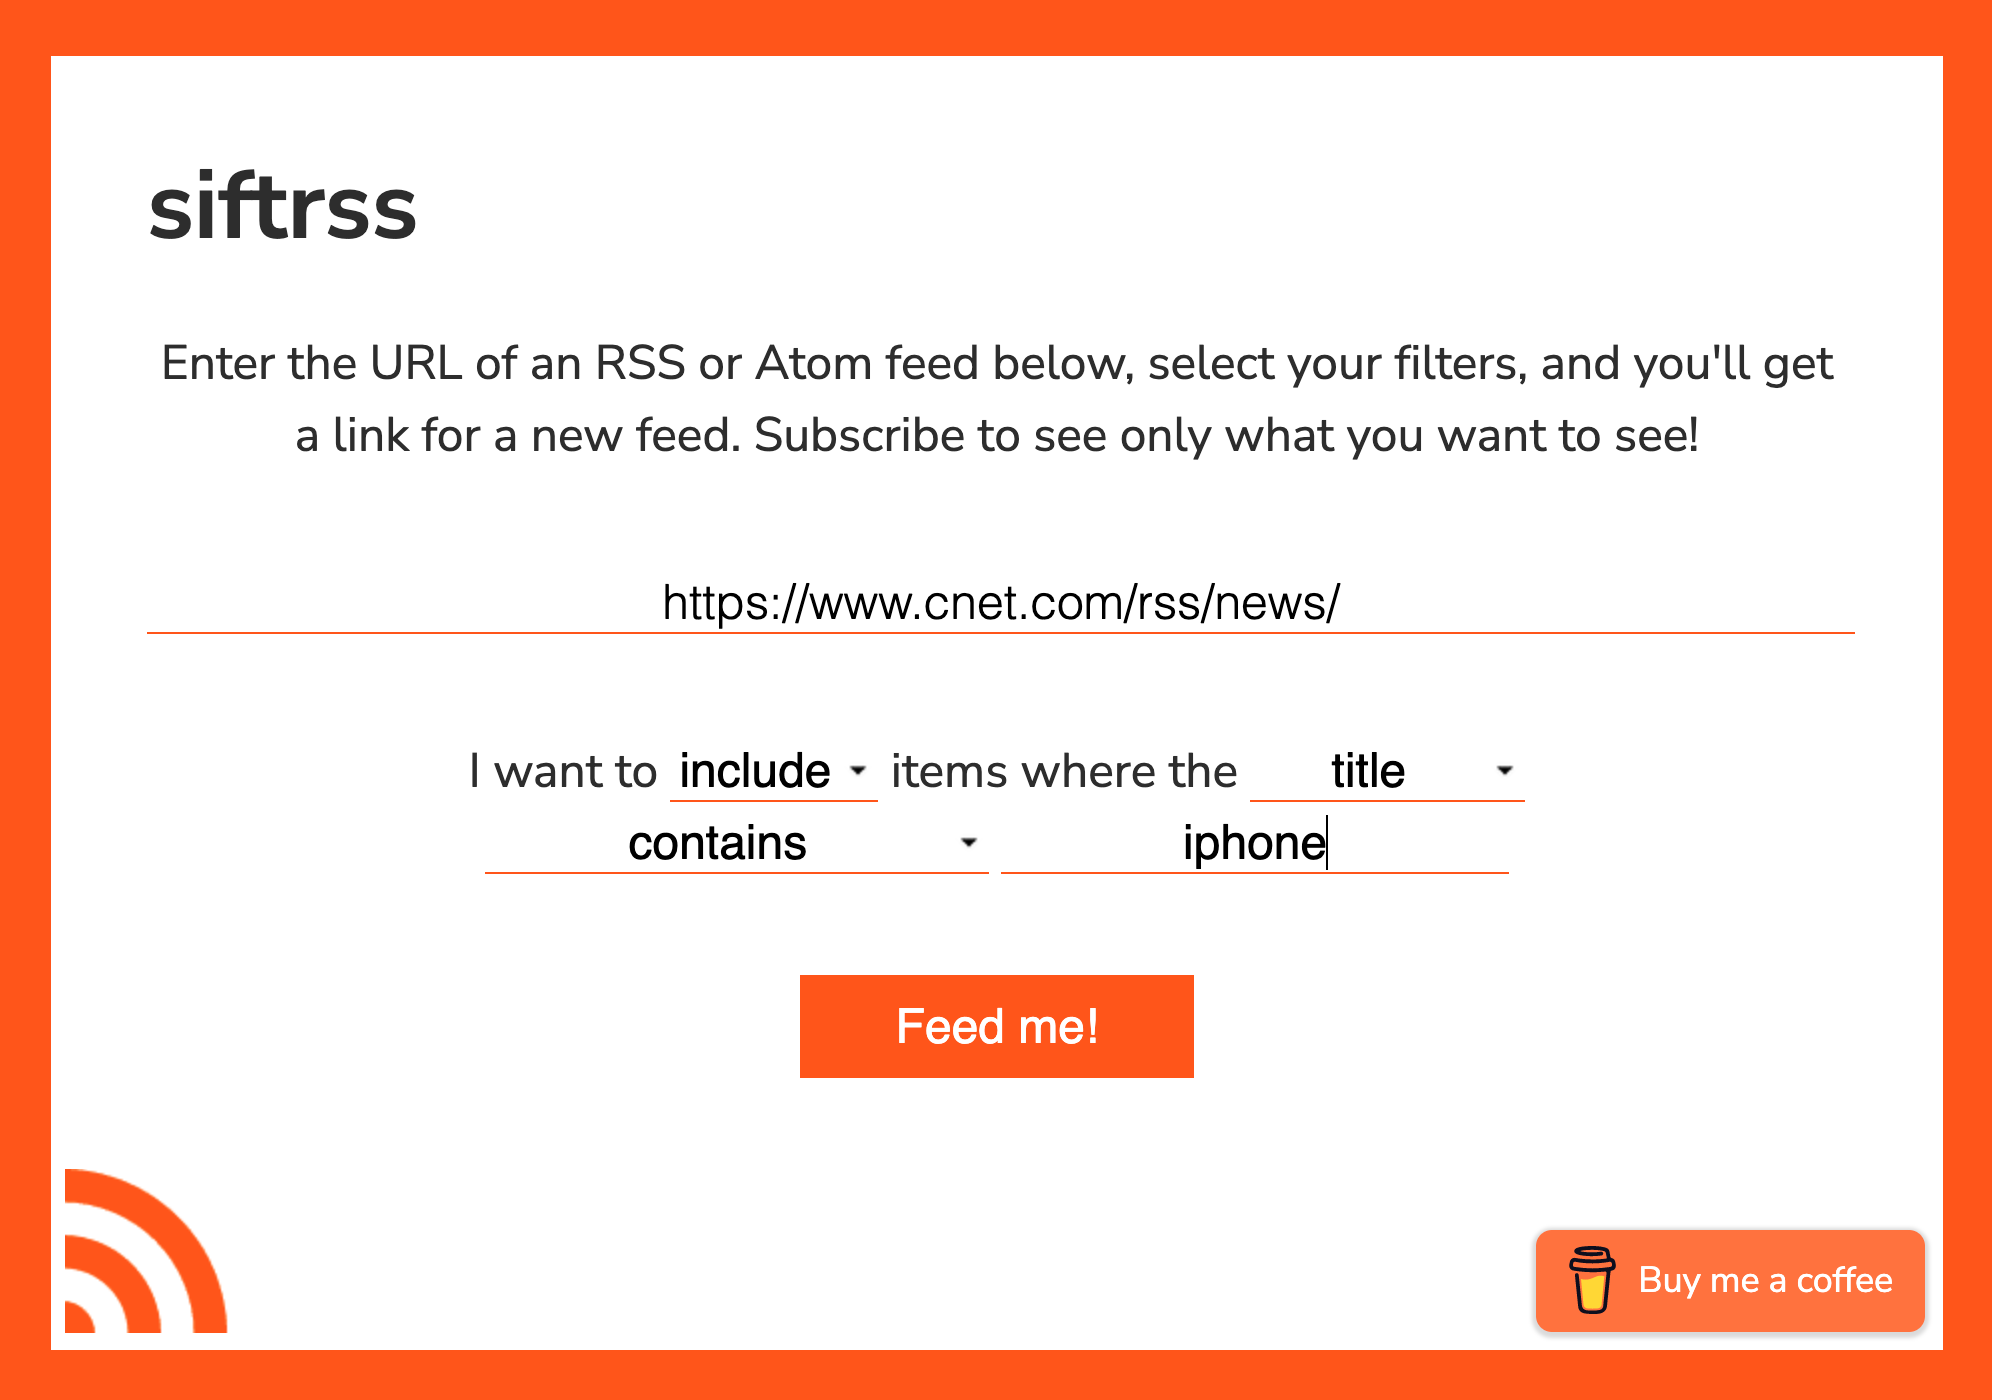 siftrss
Enter the URL of an RSS or Atom feed below, select your filters, and you'll get
a link for a new feed. Subscribe to see only what you want to see!
https://www.cnet.com/rss/news/
I want to include items where the title
contains iphone
Feed me!
Buy me a coffee